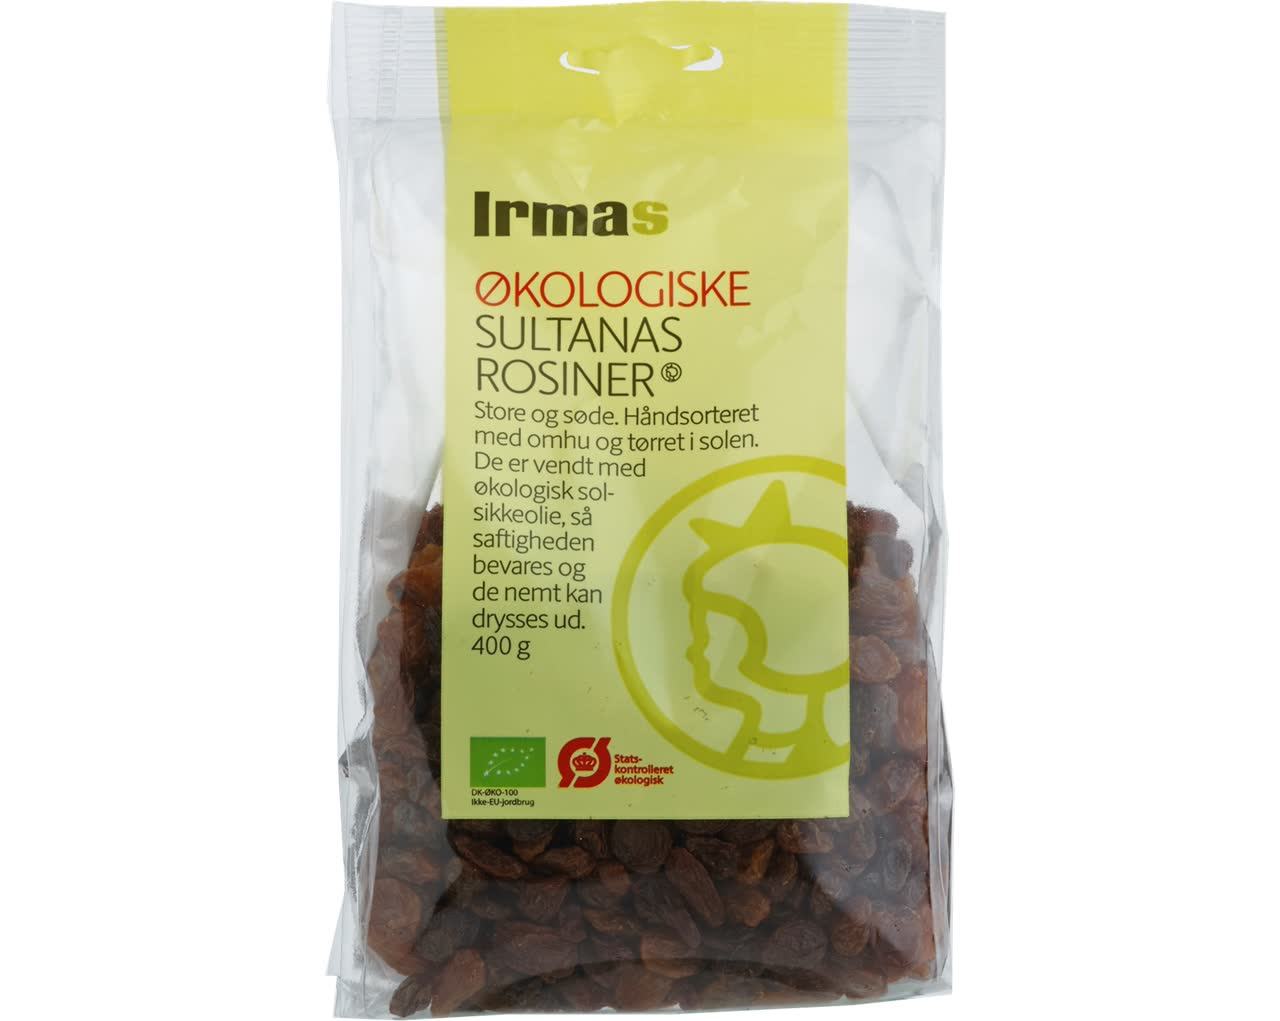 Irmas
ØKOLOGISKE
SULTANAS
ROSINER
Store og søde. Håndsorteret
med omhu og tørret i solen.
De er vendt med
økologisk sol-
sikkeolie, så
saftigheden
bevares og
de nemt kan
drysses ud.
400 g
Stats-
kontrolleret
økologisk
DK-ØKO-100
Ikke-EU-jordbrug